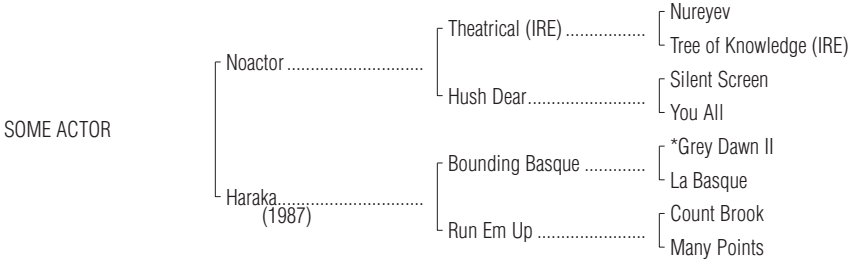 Nureyev
Theatrical (IRE) .................
Tree of Knowledge (IRE)
Noactor .............................
Silent Screen
Hush Dear.........................
You All
SOME ACTOR
*Grey Dawn II
Bounding Basque .............
La Basque
Haraka...............................
(1987)
Count Brook
Run Em Up .......................
Many Points